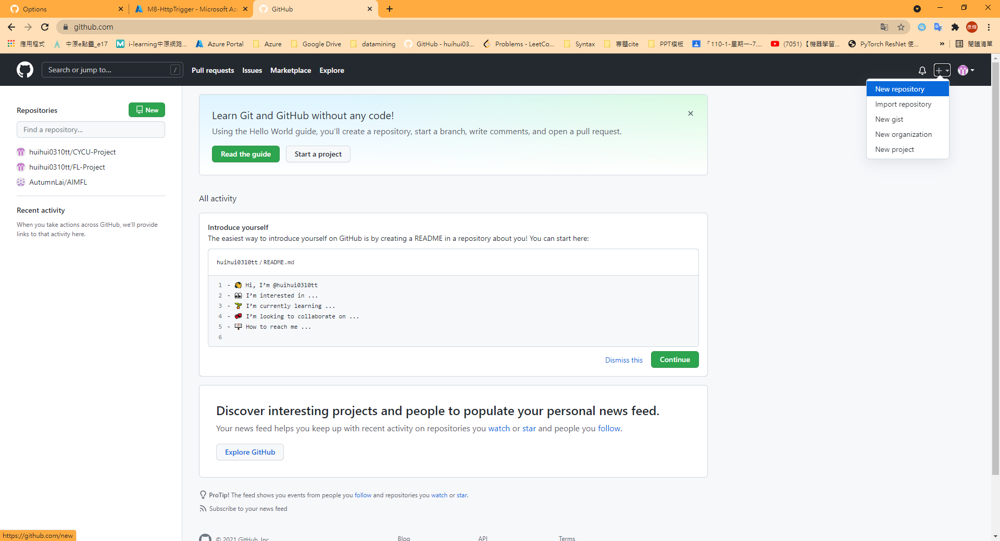 Options
M8-HttpTrigger - Microsoft Az
GitHub
github.com
彥輝
應用程式
中原e點靈_e17
i-learning中原網路...
Azure Portal
Azure
Google Drive
datamining
GitHub - huihui03...
Problems - LeetCo...
Syntax
專題cite
PPT模板
「110-1-星期一-7....
(7051)【機器學習...
PyTorch ResNet 使...
»
閱讀清單
Search or jump to...
/
Pull requests
Issues
Marketplace
Explore
New repository
Import repository
New gist
New organization
New project
Repositories
New
Find a repository...
huihui0310tt/CYCU-Project
huihui0310tt/FL-Project
AutumnLai/AIMFL
Recent activity
When you take actions across GitHub, we'll provide
links to that activity here.
Learn Git and GitHub without any code!
Using the Hello World guide, you'll create a repository, start a branch, write comments, and open a pull request.
Read the guide
Start a project
All activity
Introduce yourself
The easiest way to introduce yourself on GitHub is by creating a README in a repository about you! You can start here:
huihui0310tt / README.md
1 - 👋 Hi, I'm @huihui0310tt
2 - 👀 I'm interested in ...
3 - 🌱 I'm currently learning ...
4 - 💞️ I'm looking to collaborate on ...
5 - 📫 How to reach me ...
6
Dismiss this
Continue
Discover interesting projects and people to populate your personal news feed.
Your news feed helps you keep up with recent activity on repositories you watch or star and people you follow.
Explore GitHub
ProTip! The feed shows you events from people you follow and repositories you watch or star.
Subscribe to your news feed
© 2021 GitHub, Inc.
Blog
API
Terms
https://github.com/new